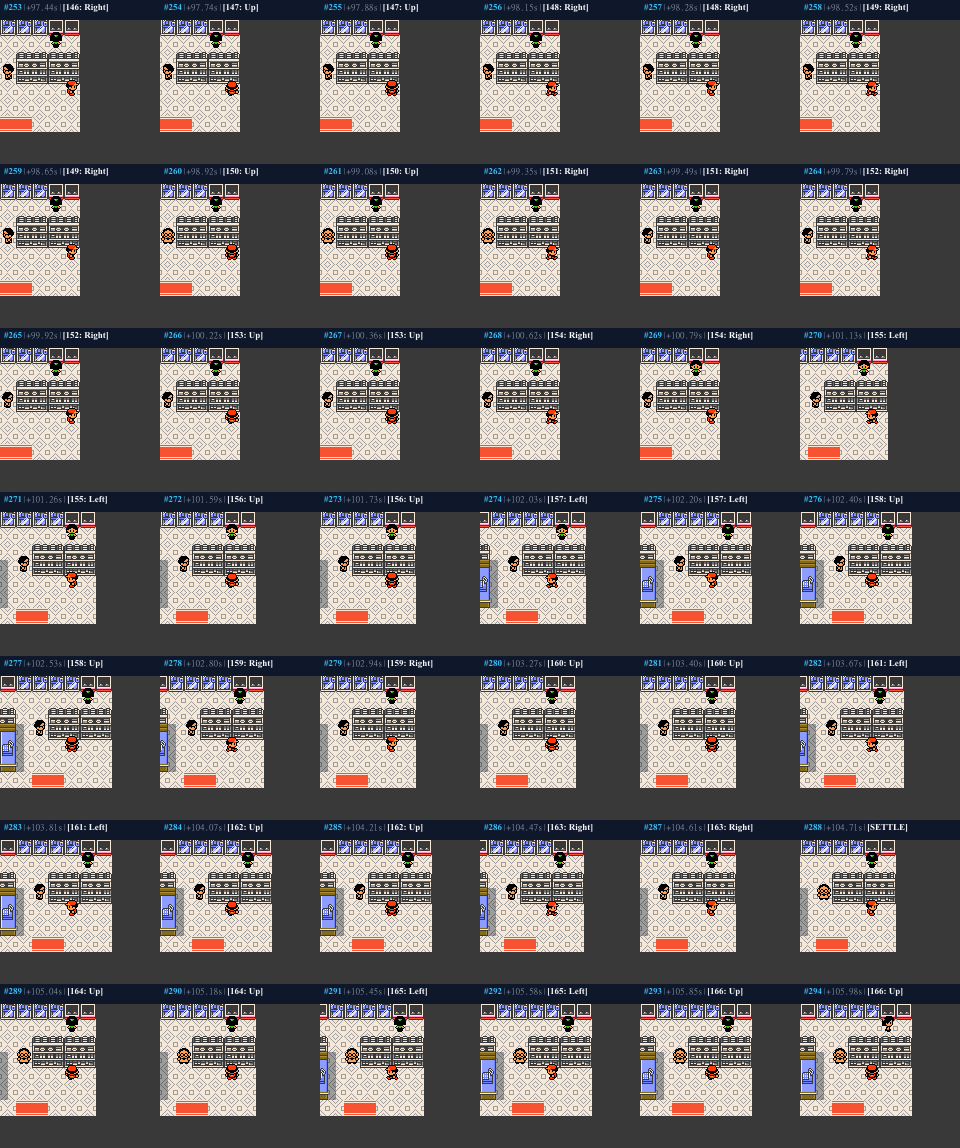 #253 | +97.44s | [146: Right]
#254 | +97.74s | [147: Up]
#255 | +97.88s | [147: Up]
#256 | +98.15s | [148: Right]
#257 | +98.28s | [148: Right]
#258 | +98.52s | [149: Right]
#259 | +98.65s | [149: Right]
#260 | +98.92s | [150: Up]
#261 | +99.08s | [150: Up]
#262 | +99.35s | [151: Right]
#263 | +99.49s | [151: Right]
#264 | +99.79s | [152: Right]
#265 | +99.92s | [152: Right]
#266 | +100.22s | [153: Up]
#267 | +100.36s | [153: Up]
#268 | +100.62s | [154: Right]
#269 | +100.79s | [154: Right]
#270 | +101.13s | [155: Left]
#271 | +101.26s | [155: Left]
#272 | +101.59s | [156: Up]
#273 | +101.73s | [156: Up]
#274 | +102.03s | [157: Left]
#275 | +102.20s | [157: Left]
#276 | +102.40s | [158: Up]
#277 | +102.53s | [158: Up]
#278 | +102.80s | [159: Right]
#279 | +102.94s | [159: Right]
#280 | +103.27s | [160: Up]
#281 | +103.40s | [160: Up]
#282 | +103.67s | [161: Left]
#283 | +103.81s | [161: Left]
#284 | +104.07s | [162: Up]
#285 | +104.21s | [162: Up]
#286 | +104.47s | [163: Right]
#287 | +104.61s | [163: Right]
#288 | +104.71s | [SETTLE]
#289 | +105.04s | [164: Up]
#290 | +105.18s | [164: Up]
#291 | +105.45s | [165: Left]
#292 | +105.58s | [165: Left]
#293 | +105.85s | [166: Up]
#294 | +105.98s | [166: Up]